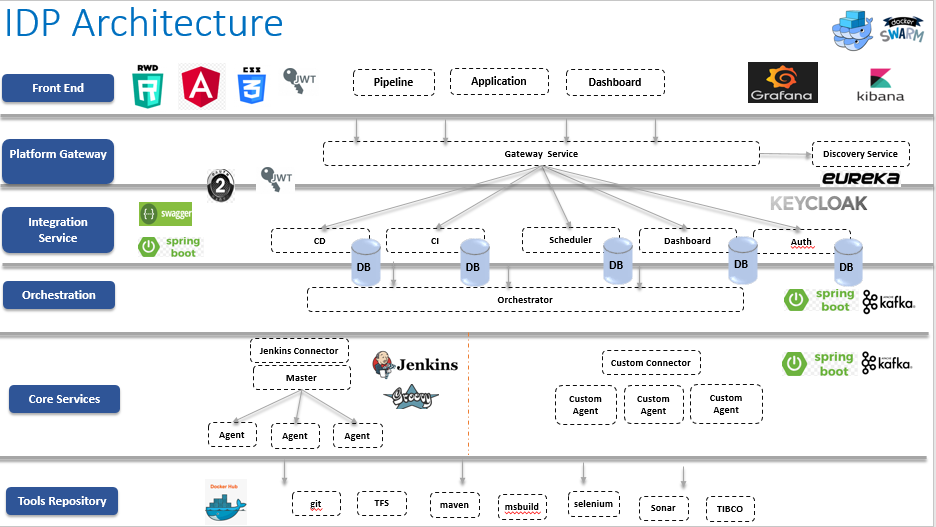 IDP Architecture
docker
SWARM
Front End
RWD
CSS
3
JWT
Pipeline
Application
Dashboard
Grafana
kibana
Platform Gateway
Gateway Service
Discovery Service
EUREKA
2
JWT
KEYCLOAK
Integration
Service
swagger
spring
boot
CD
CI
Scheduler
Dashboard
Auth
DB
DB
DB
DB
DB
Orchestration
Orchestrator
spring
boot
kafka
Core Services
Jenkins Connector
Master
Agent
Agent
Agent
Jenkins
Groovy
Custom Connector
Custom
Agent
Custom
Agent
Custom
Agent
spring
boot
kafka
Tools Repository
Docker Hub
git
TFS
maven
msbuild
selenium
Sonar
TIBCO